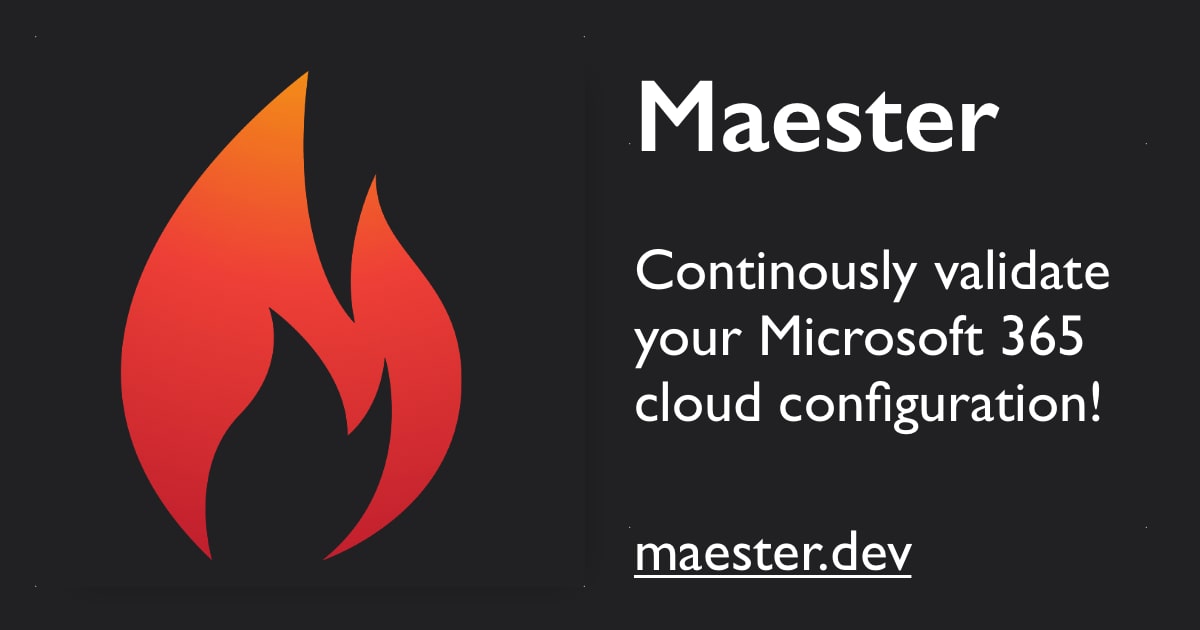 Maester
Continously validate
your Microsoft 365
cloud configuration!
maester.dev